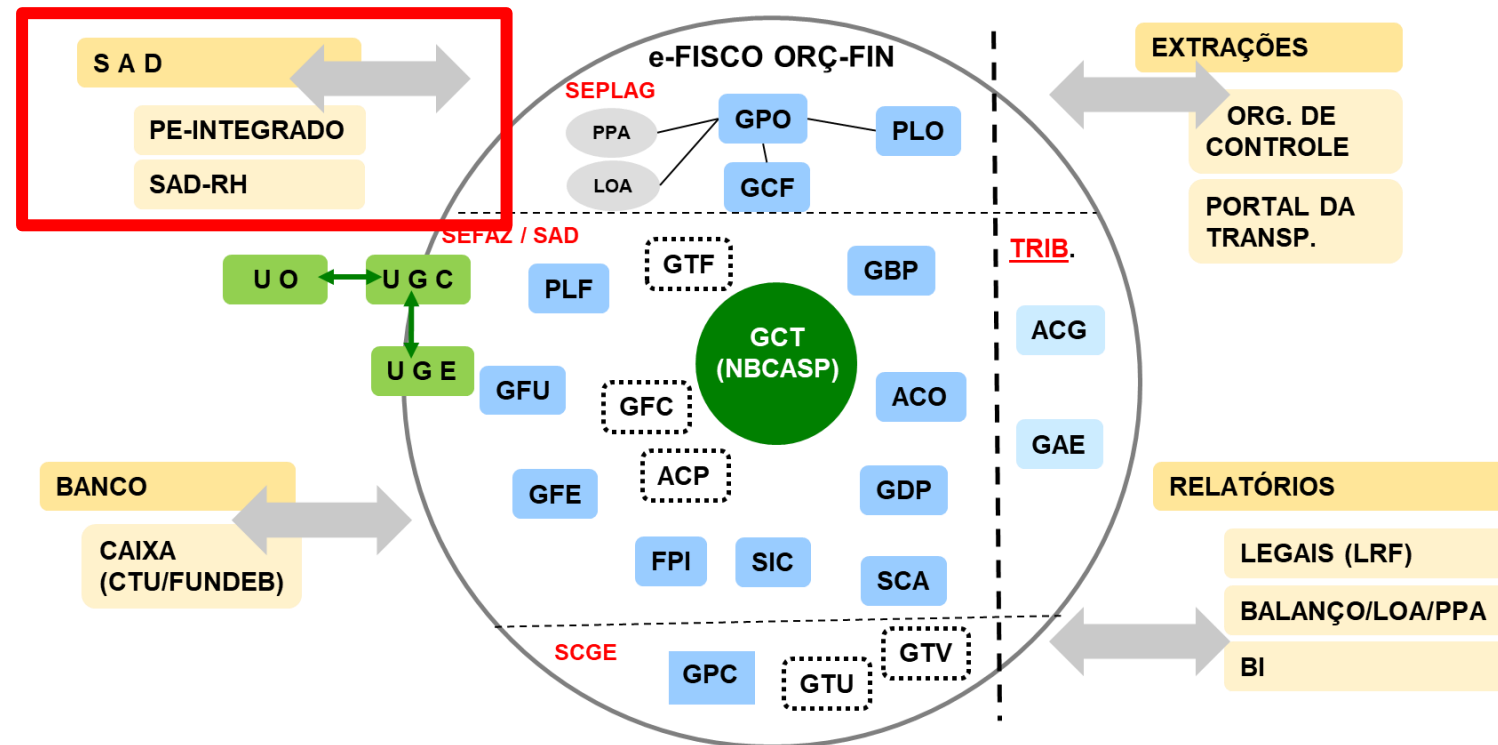 S A D
PE-INTEGRADO
SAD-RH
e-FISCO ORÇ-FIN
SEPLAG
PPA
LOA
GPO
GCF
PLO
EXTRAÇÕES
ORG. DE
CONTROLE
PORTAL DA
TRANSP.
SEFAZ / SAD
TRIB.
U O
U G C
U G E
PLF
GTF
GBP
GCT
(NBCASP)
ACG
GFU
GFC
ACO
GAE
GFE
ACP
GDP
FPI
SIC
SCA
BANCO
CAIXA
(CTU/FUNDEB)
RELATÓRIOS
LEGAIS (LRF)
BALANÇO/LOA/PPA
BI
SCGE
GPC
GTU
GTV